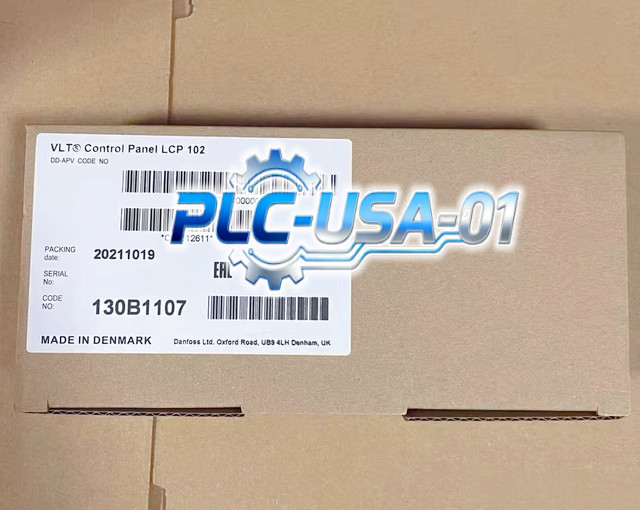 VLT® Control Panel LCP 102
DD-APV CODE NO
PLC-USA-01
PACKING
date:
20211019
EAC
SERIAL
No:
CODE
NO:
130B1107
MADE IN DENMARK
Danfoss Ltd, Oxford Road, UB9 4LH Denham, UK